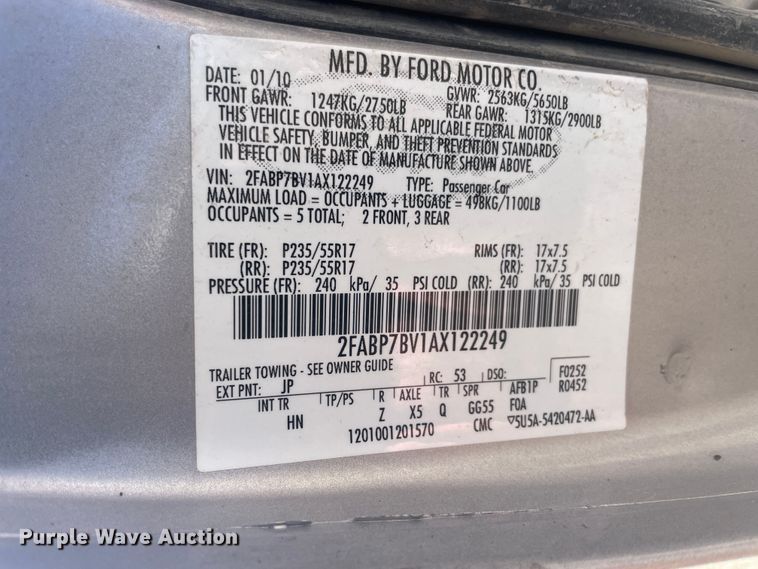 MFD. BY FORD MOTOR CO.
DATE: 01/10 GVWR: 2563KG/5650LB
FRONT GAWR: 1247KG/2750LB REAR GAWR: 1315KG/2900LB
THIS VEHICLE CONFORMS TO ALL APPLICABLE FEDERAL MOTOR
VEHICLE SAFETY, BUMPER, AND THEFT PREVENTION STANDARDS
IN EFFECT ON THE DATE OF MANUFACTURE SHOWN ABOVE.
VIN: 2FABP7BV1AX122249 TYPE: Passenger Car
MAXIMUM LOAD = OCCUPANTS + LUGGAGE = 498KG/1100LB
OCCUPANTS = 5 TOTAL; 2 FRONT, 3 REAR
TIRE (FR): P235/55R17 RIMS (FR): 17x7.5
(RR): P235/55R17 (RR): 17x7.5
PRESSURE (FR): 240 kPa/ 35 PSI COLD (RR): 240 kPa/ 35 PSI COLD
2FABP7BV1AX122249
TRAILER TOWING - SEE OWNER GUIDE
EXT PNT: JP RC: 53 DSO: F0252
AFB1P R0452
INT TR TP/PS R AXLE TR SPR
HN Z X5 Q GG55 FOA
1201001201570 CMC ▽5U5A-5420472-AA
Purple Wave Auction